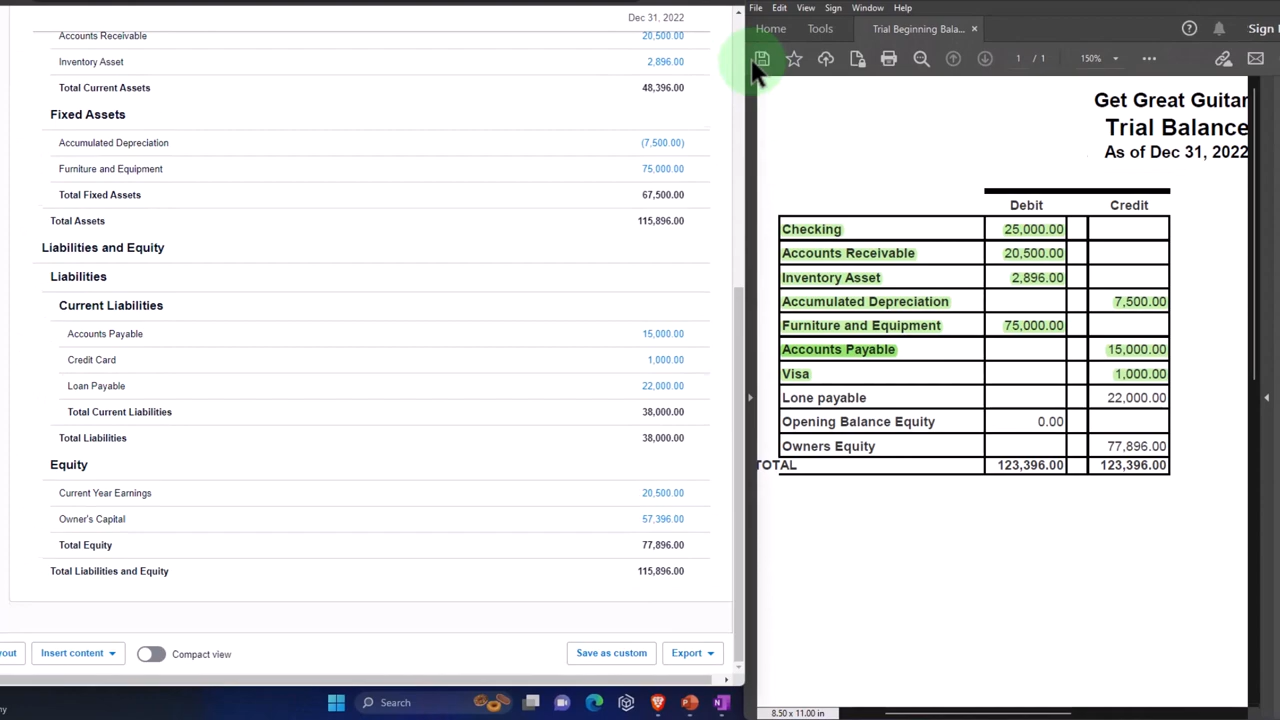 Dec 31, 2022
Accounts Receivable 20,500.00
Inventory Asset 2,896.00
Total Current Assets 48,396.00
Fixed Assets
Accumulated Depreciation (7,500.00)
Furniture and Equipment 75,000.00
Total Fixed Assets 67,500.00
Total Assets 115,896.00
Liabilities and Equity
Liabilities
Current Liabilities
Accounts Payable 15,000.00
Credit Card 1,000.00
Loan Payable 22,000.00
Total Current Liabilities 38,000.00
Total Liabilities 38,000.00
Equity
Current Year Earnings 20,500.00
Owner's Capital 57,396.00
Total Equity 77,896.00
Total Liabilities and Equity 115,896.00
Insert content Compact view Save as custom Export
Search
File Edit View Sign Window Help
Home Tools Trial Beginning Bala... × Sign
1 / 1 150%
Get Great Guitar
Trial Balance
As of Dec 31, 2022
Debit Credit
Checking 25,000.00
Accounts Receivable 20,500.00
Inventory Asset 2,896.00
Accumulated Depreciation 7,500.00
Furniture and Equipment 75,000.00
Accounts Payable 15,000.00
Visa 1,000.00
Lone payable 22,000.00
Opening Balance Equity 0.00
Owners Equity 77,896.00
TOTAL 123,396.00 123,396.00
8.50 x 11.00 in